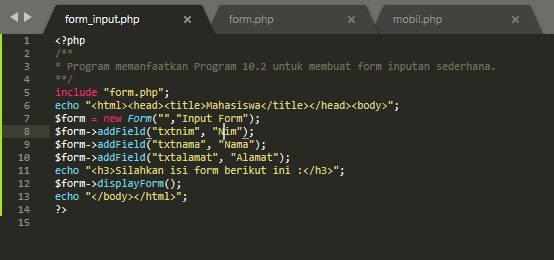 form_input.php × form.php × mobil.php ×
1 <?php
2 /**
3 * Program memanfaatkan Program 10.2 untuk membuat form inputan sederhana.
4 **/
5 include "form.php";
6 echo "<html><head><title>Mahasiswa</title></head><body>";
7 $form = new Form("","Input Form");
8 $form->addField("txtnim", "Nim");
9 $form->addField("txtnama", "Nama");
10 $form->addField("txtalamat", "Alamat");
11 echo "<h3>Silahkan isi form berikut ini :</h3>";
12 $form->displayForm();
13 echo "</body></html>";
14 ?>
15